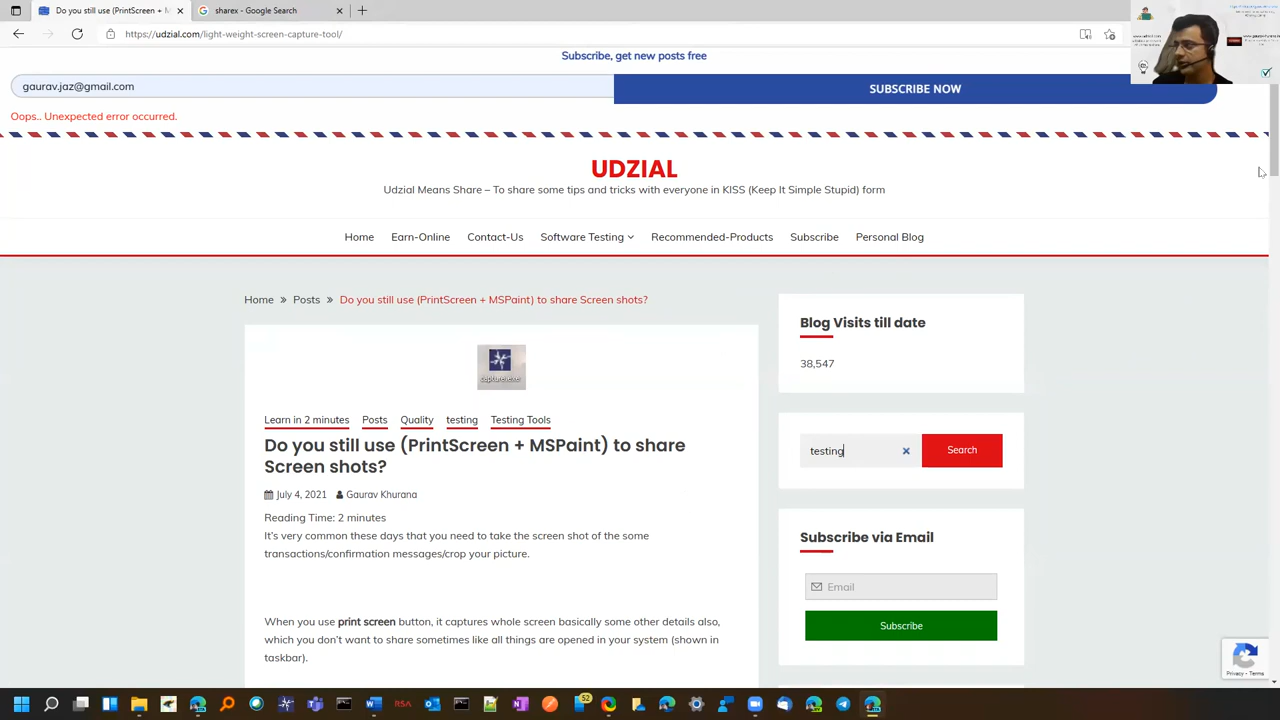 Do you still use (PrintScreen + M
sharex - Google Search
https://udzial.com/light-weight-screen-capture-tool/
Subscribe, get new posts free
gaurav.jaz@gmail.com
SUBSCRIBE NOW
Oops.. Unexpected error occurred.
UDZIAL
Udzial Means Share – To share some tips and tricks with everyone in KISS (Keep It Simple Stupid) form
Home Earn-Online Contact-Us Software Testing Recommended-Products Subscribe Personal Blog
Home » Posts » Do you still use (PrintScreen + MSPaint) to share Screen shots?
capture.exe
Learn in 2 minutes Posts Quality testing Testing Tools
Do you still use (PrintScreen + MSPaint) to share
Screen shots?
July 4, 2021 Gaurav Khurana
Reading Time: 2 minutes
It's very common these days that you need to take the screen shot of the some
transactions/confirmation messages/crop your picture.
When you use print screen button, it captures whole screen basically some other details also,
which you don't want to share sometimes like all things are opened in your system (shown in
taskbar).
Blog Visits till date
38,547
testing
Search
Subscribe via Email
Email
Subscribe
Privacy - Terms
52